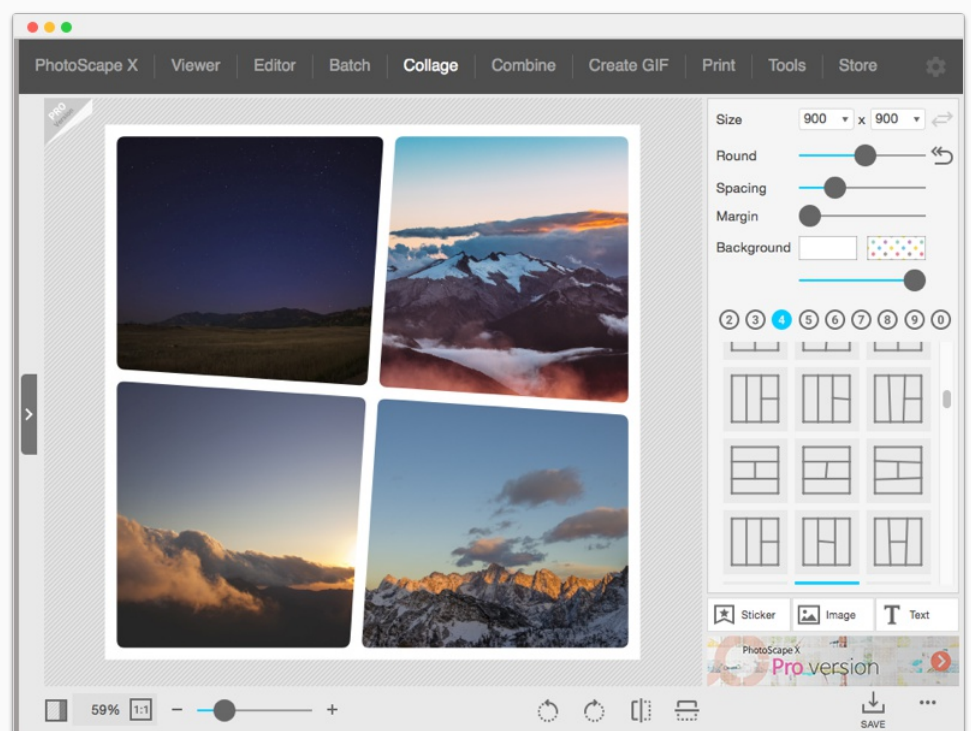 PhotoScape X Viewer Editor Batch Collage Combine Create GIF Print Tools Store
PRO
Version
Size 900 x 900
Round
Spacing
Margin
Background
2 3 4 5 6 7 8 9 0
Sticker Image Text
PhotoScape X
Pro version
59% 1:1
SAVE